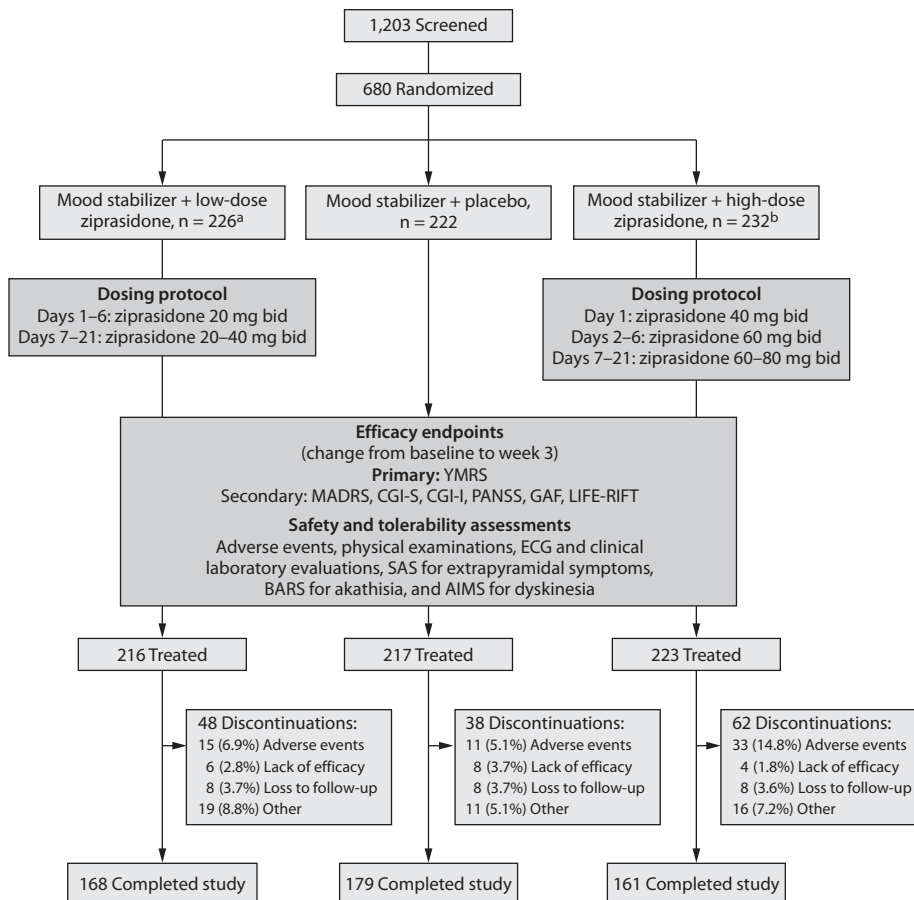 1,203 Screened
680 Randomized
Mood stabilizer + low-dose
ziprasidone, n = 226a
Mood stabilizer + placebo,
n = 222
Mood stabilizer + high-dose
ziprasidone, n = 232b
Dosing protocol
Days 1–6: ziprasidone 20 mg bid
Days 7–21: ziprasidone 20–40 mg bid
Dosing protocol
Day 1: ziprasidone 40 mg bid
Days 2–6: ziprasidone 60 mg bid
Days 7–21: ziprasidone 60–80 mg bid
Efficacy endpoints
(change from baseline to week 3)
Primary: YMRS
Secondary: MADRS, CGI-S, CGI-I, PANSS, GAF, LIFE-RIFT
Safety and tolerability assessments
Adverse events, physical examinations, ECG and clinical
laboratory evaluations, SAS for extrapyramidal symptoms,
BARS for akathisia, and AIMS for dyskinesia
216 Treated
217 Treated
223 Treated
48 Discontinuations:
15 (6.9%) Adverse events
6 (2.8%) Lack of efficacy
8 (3.7%) Loss to follow-up
19 (8.8%) Other
38 Discontinuations:
11 (5.1%) Adverse events
8 (3.7%) Lack of efficacy
8 (3.7%) Loss to follow-up
11 (5.1%) Other
62 Discontinuations:
33 (14.8%) Adverse events
4 (1.8%) Lack of efficacy
8 (3.6%) Loss to follow-up
16 (7.2%) Other
168 Completed study
179 Completed study
161 Completed study